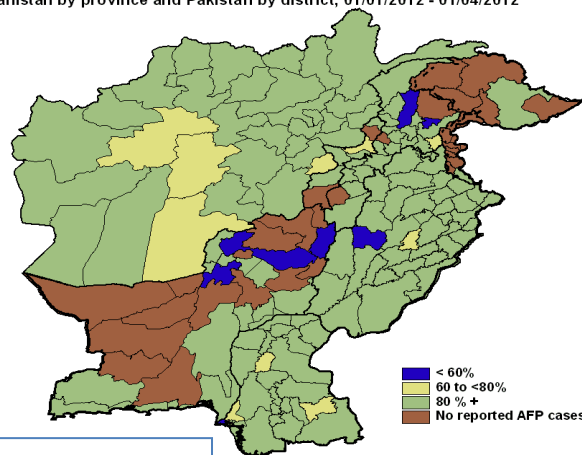 anistan by province and Pakistan by district, 01/01/2012 - 01/04/2012
< 60%
60 to <80%
80 % +
No reported AFP cases